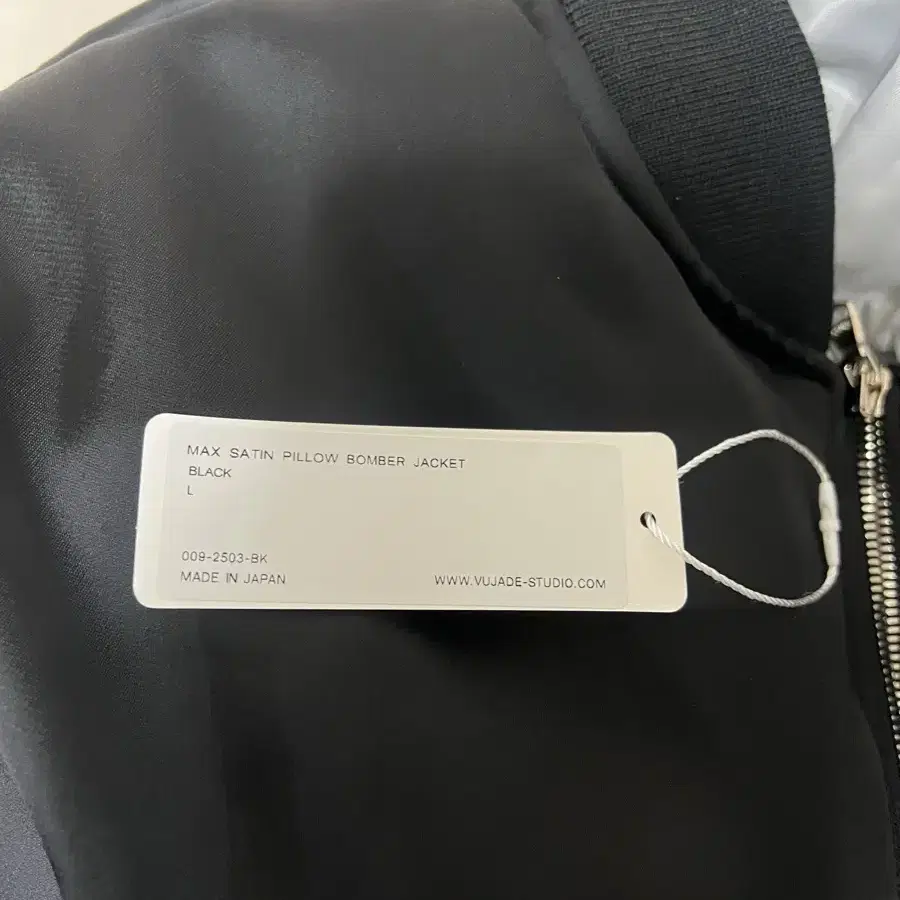 MAX SATIN PILLOW BOMBER JACKET
BLACK
L
009-2503-BK
MADE IN JAPAN
WWW.VUJADE-STUDIO.COM